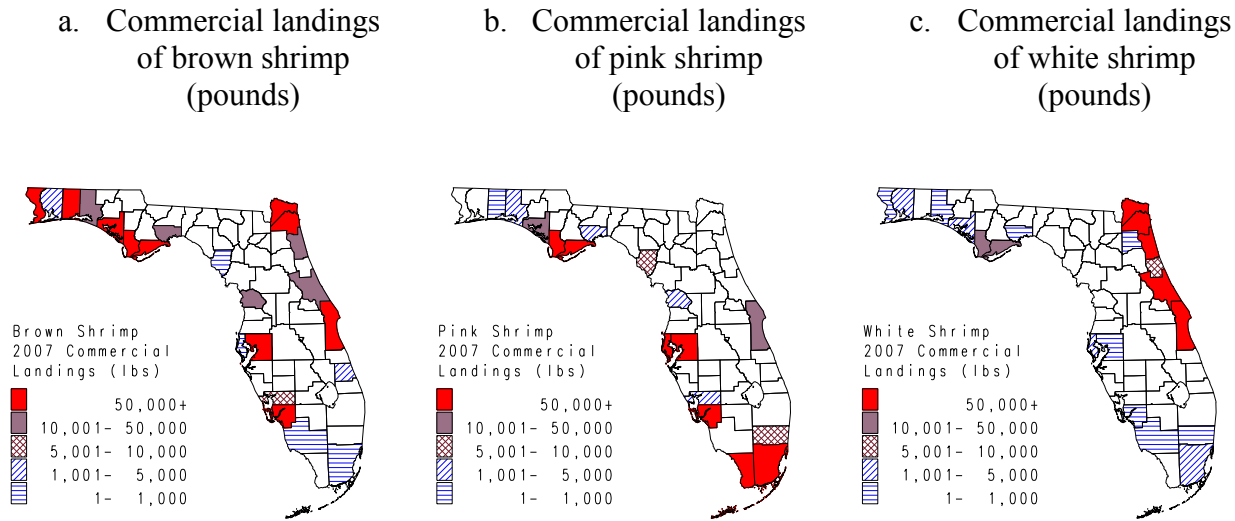 a. Commercial landings
of brown shrimp
(pounds)
b. Commercial landings
of pink shrimp
(pounds)
c. Commercial landings
of white shrimp
(pounds)
Brown Shrimp
2007 Commercial
Landings (lbs)
50,000+
10,001- 50,000
5,001- 10,000
1,001- 5,000
1- 1,000
Pink Shrimp
2007 Commercial
Landings (lbs)
50,000+
10,001- 50,000
5,001- 10,000
1,001- 5,000
1- 1,000
White Shrimp
2007 Commercial
Landings (lbs)
50,000+
10,001- 50,000
5,001- 10,000
1,001- 5,000
1- 1,000